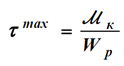 τ^max = M_к / W_p